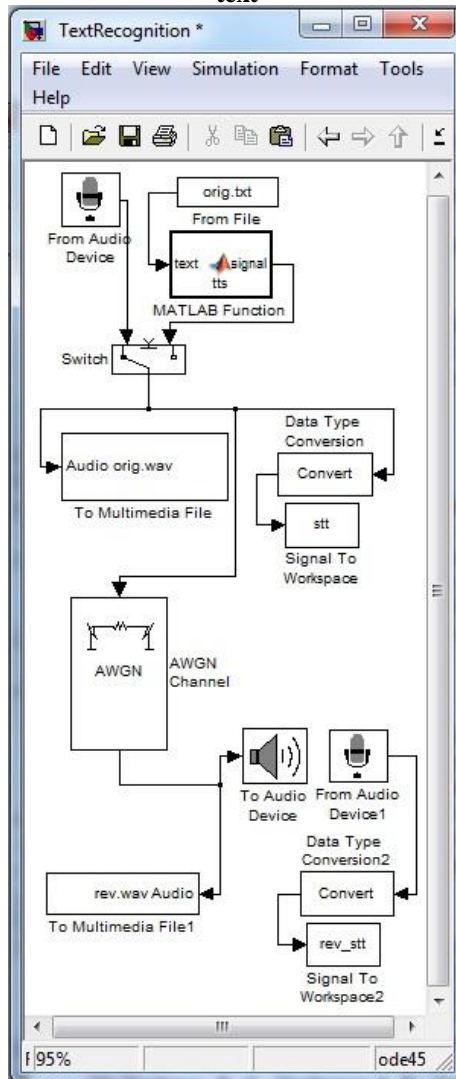 text
TextRecognition *
File Edit View Simulation Format Tools
Help
orig.txt
From File
From Audio
Device
text signal
tts
MATLAB Function
Switch
Data Type
Conversion
Audio orig.wav
Convert
To Multimedia File
stt
Signal To
Workspace
AWGN
AWGN
Channel
To Audio
Device
From Audio
Device1
Data Type
Conversion2
rev.wav Audio
Convert
To Multimedia File1
rev_stt
Signal To
Workspace2
95%
ode45